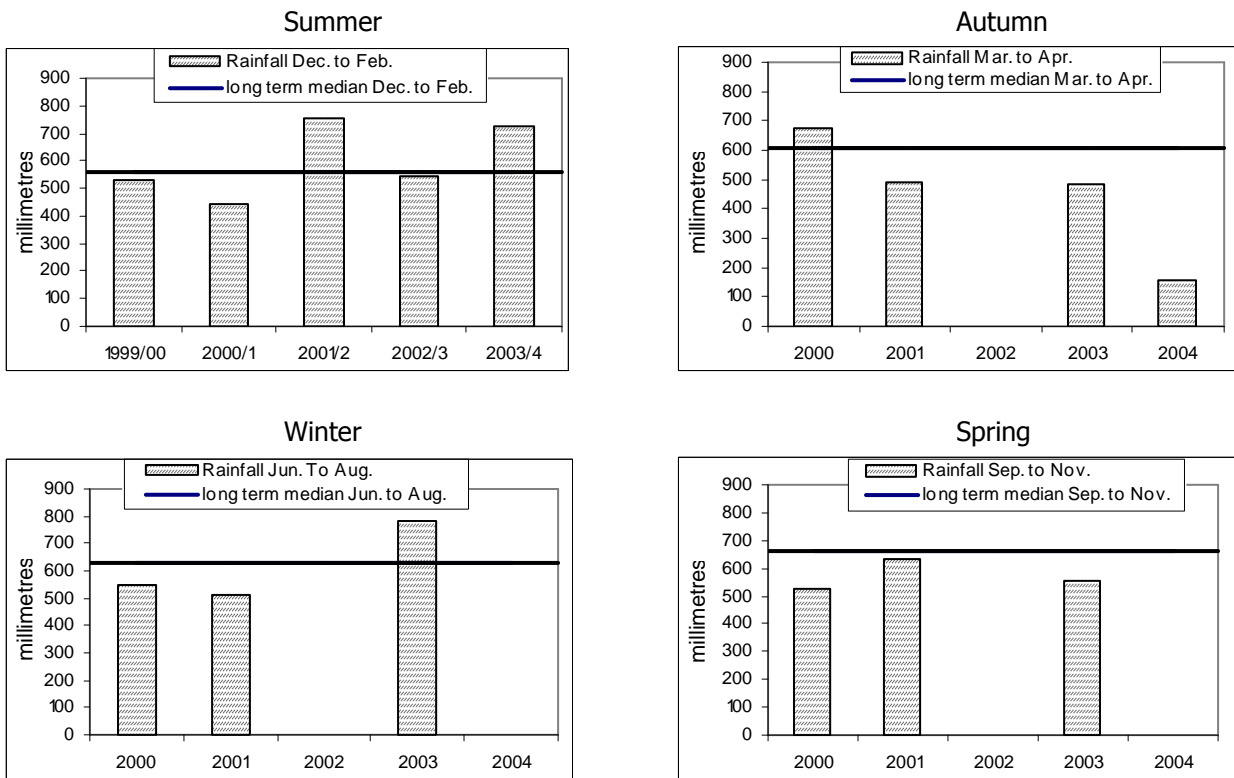 Summer
Rainfall Dec. to Feb.
long term median Dec. to Feb.
millimetres
900
800
700
600
500
400
300
200
100
0
1999/00 2000/1 2001/2 2002/3 2003/4
Autumn
Rainfall Mar. to Apr.
long term median Mar. to Apr.
millimetres
900
800
700
600
500
400
300
200
100
0
2000 2001 2002 2003 2004
Winter
Rainfall Jun. To Aug.
long term median Jun. to Aug.
millimetres
900
800
700
600
500
400
300
200
100
0
2000 2001 2002 2003 2004
Spring
Rainfall Sep. to Nov.
long term median Sep. to Nov.
millimetres
900
800
700
600
500
400
300
200
100
0
2000 2001 2002 2003 2004